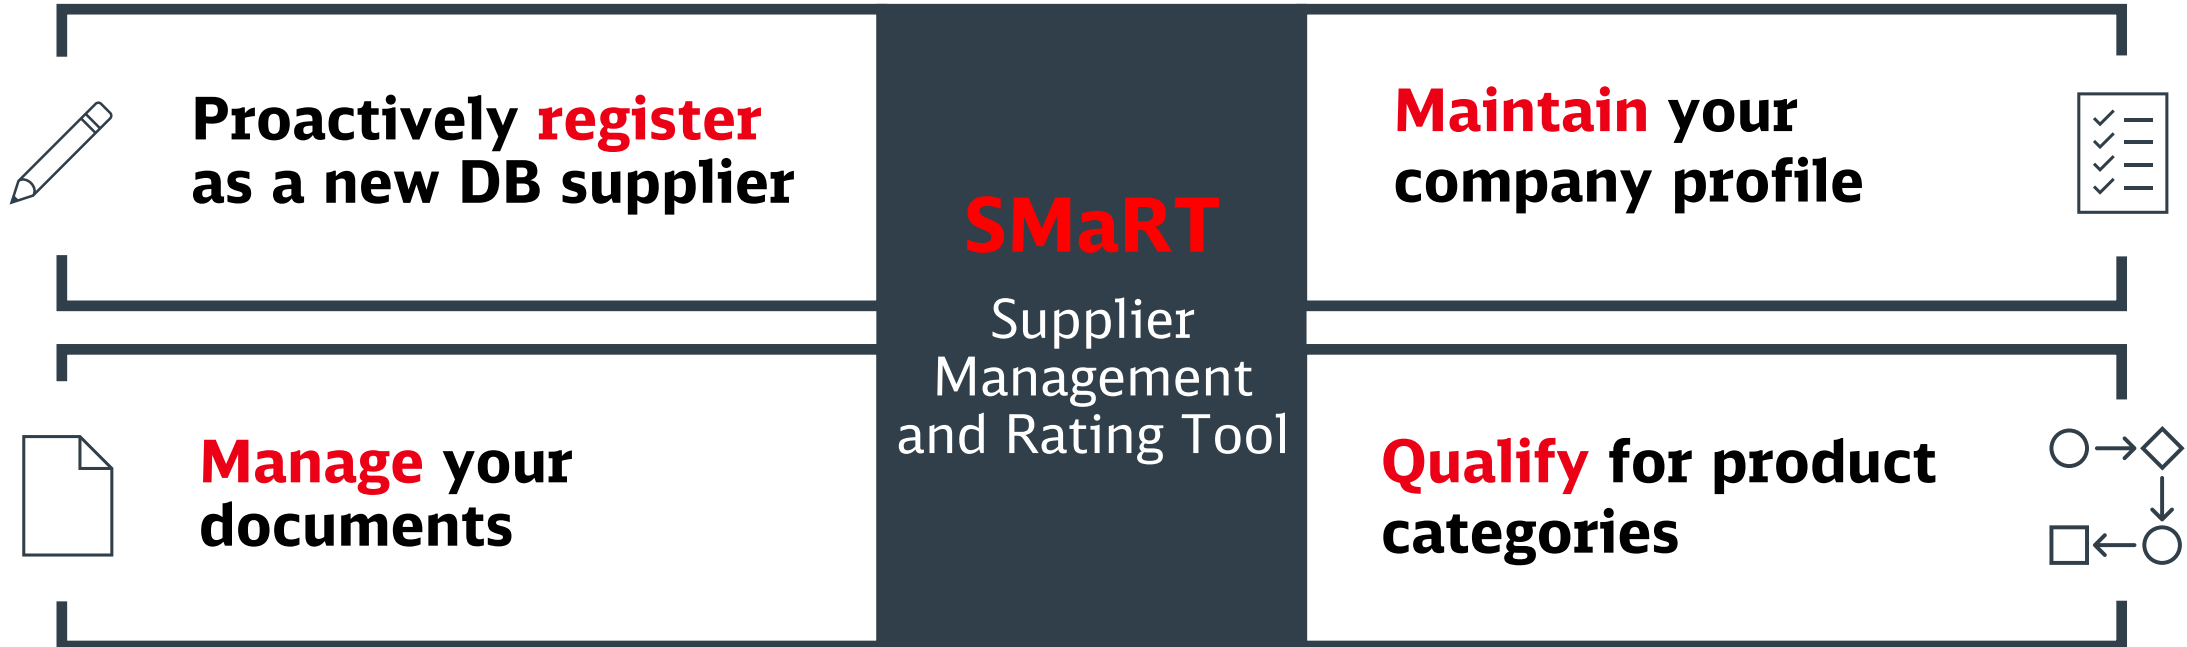 Proactively register
as a new DB supplier
Manage your
documents
SMaRT
Supplier
Management
and Rating Tool
Maintain your
company profile
Qualify for product
categories